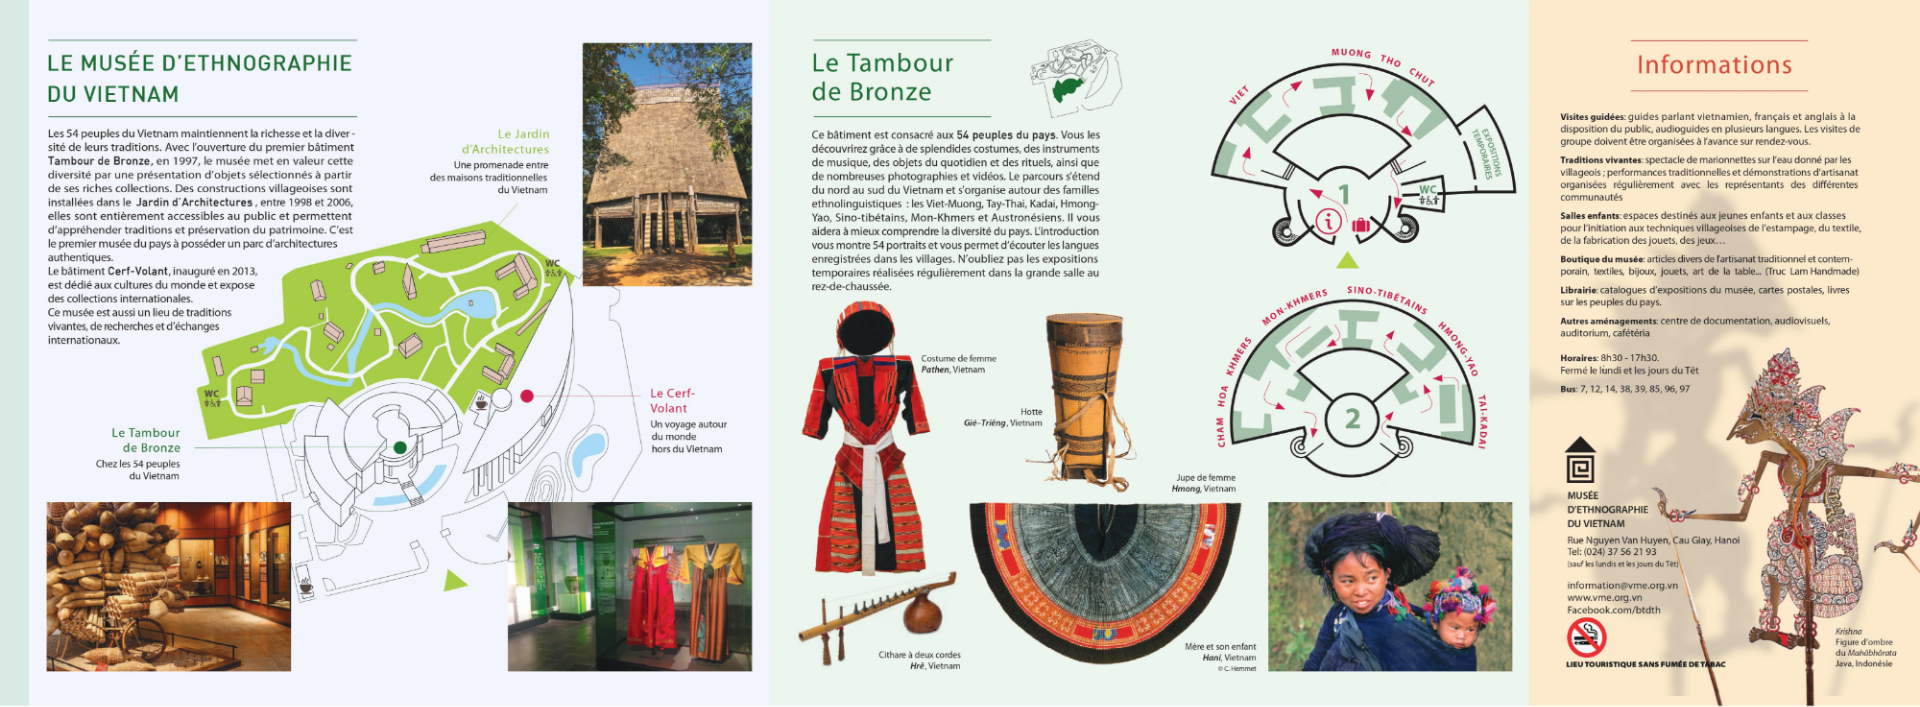 LE MUSÉE D'ETHNOGRAPHIE
DU VIETNAM
Les 54 peuples du Vietnam maintiennent la richesse et la diver-
sité de leurs traditions. Avec l'ouverture du premier bâtiment
Tambour de Bronze, en 1997, le musée met en valeur cette
diversité par une présentation d'objets sélectionnés à partir
de ses riches collections. Des constructions villageoises sont
installées dans le Jardin d'Architectures, entre 1998 et 2006,
elles sont entièrement accessibles au public et permettent
d'appréhender traditions et préservation du patrimoine. C'est
le premier musée du pays à posséder un parc d'architectures
authentiques.
Le bâtiment Cerf-Volant, inauguré en 2013,
est dédié aux cultures du monde et expose
des collections internationales.
Ce musée est aussi un lieu de traditions
vivantes, de recherches et d'échanges
internationaux.
Le Jardin
d'Architectures
Une promenade entre
des maisons traditionnelles
du Vietnam
WC
WC
Le Cerf-
Volant
Un voyage autour
du monde
hors du Vietnam
Le Tambour
de Bronze
Chez les 54 peuples
du Vietnam
Le Tambour
de Bronze
Ce bâtiment est consacré aux 54 peuples du pays. Vous les
découvrirez grâce à de splendides costumes, des instruments
de musique, des objets du quotidien et des rituels, ainsi que
de nombreuses photographies et vidéos. Le parcours s'étend
du nord au sud du Vietnam et s'organise autour des familles
ethnolinguistiques : les Viet-Muong, Tay-Thai, Kadai, Hmong-
Yao, Sino-tibétains, Mon-Khmers et Austronésiens. Il vous
aidera à mieux comprendre la diversité du pays. L'introduction
vous montre 54 portraits et vous permet d'écouter les langues
enregistrées dans les villages. N'oubliez pas les expositions
temporaires réalisées régulièrement dans la grande salle au
rez-de-chaussée.
Costume de femme
Pathen, Vietnam
Hotte
Gié-Triêng, Vietnam
Jupe de femme
Hmong, Vietnam
Cithare à deux cordes
Hrê, Vietnam
Mère et son enfant
Hani, Vietnam
© C. Hemmet
VIET
MUONG THO CHUT
EXPOSITIONS
TEMPORAIRES
1
WC
i
CHAM HOA KHMERS
MON-KHMERS
SINO-TIBÉTAINS
HMONG-YAO
TAI-KADAI
2
Informations
Visites guidées: guides parlant vietnamien, français et anglais à la
disposition du public, audioguides en plusieurs langues. Les visites de
groupe doivent être organisées à l'avance sur rendez-vous.
Traditions vivantes: spectacle de marionnettes sur l'eau donné par les
villageois ; performances traditionnelles et démonstrations d'artisanat
organisées régulièrement avec les représentants des différentes
communautés
Salles enfants: espaces destinés aux jeunes enfants et aux classes
pour l'initiation aux techniques villageoises de l'estampage, du textile,
de la fabrication des jouets, des jeux...
Boutique du musée: articles divers de l'artisanat traditionnel et contem-
porain, textiles, bijoux, jouets, art de la table... (Truc Lam Handmade)
Librairie: catalogues d'expositions du musée, cartes postales, livres
sur les peuples du pays.
Autres aménagements: centre de documentation, audiovisuels,
auditorium, cafétéria
Horaires: 8h30 - 17h30.
Fermé le lundi et les jours du Têt
Bus: 7, 12, 14, 38, 39, 85, 96, 97
MUSÉE
D'ETHNOGRAPHIE
DU VIETNAM
Rue Nguyen Van Huyen, Cau Giay, Hanoi
Tel: (024) 37 56 21 93
(sauf les lundis et les jours du Têt)
information@vme.org.vn
www.vme.org.vn
Facebook.com/btdth
LIEU TOURISTIQUE SANS FUMÉE DE TABAC
Krishna
Figure d'ombre
du Mahâbhârata
Java, Indonésie